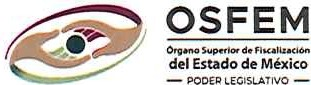 OSFEM
Órgano Superior de Fiscalización
del Estado de México
PODER LEGISLATIVO